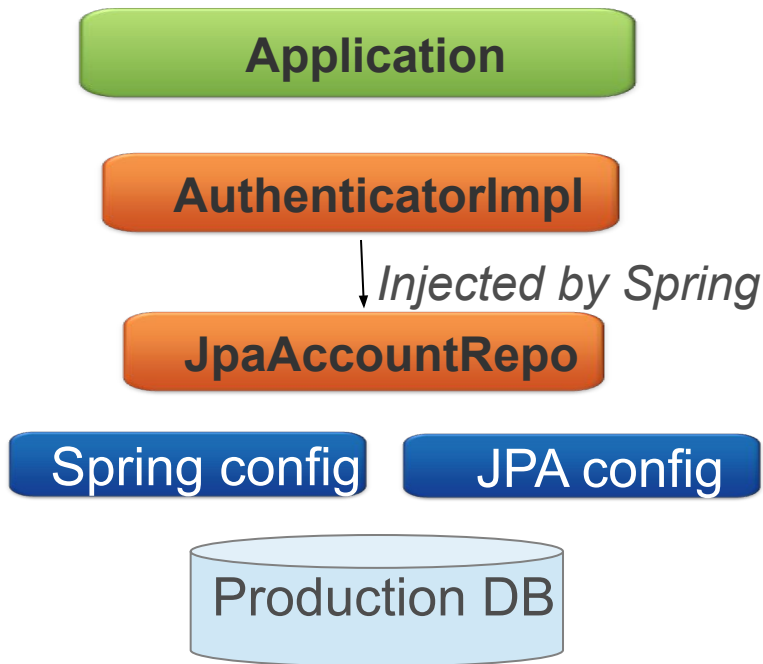 Application
AuthenticatorImpl
Injected by Spring
JpaAccountRepo
Spring config
JPA config
Production DB